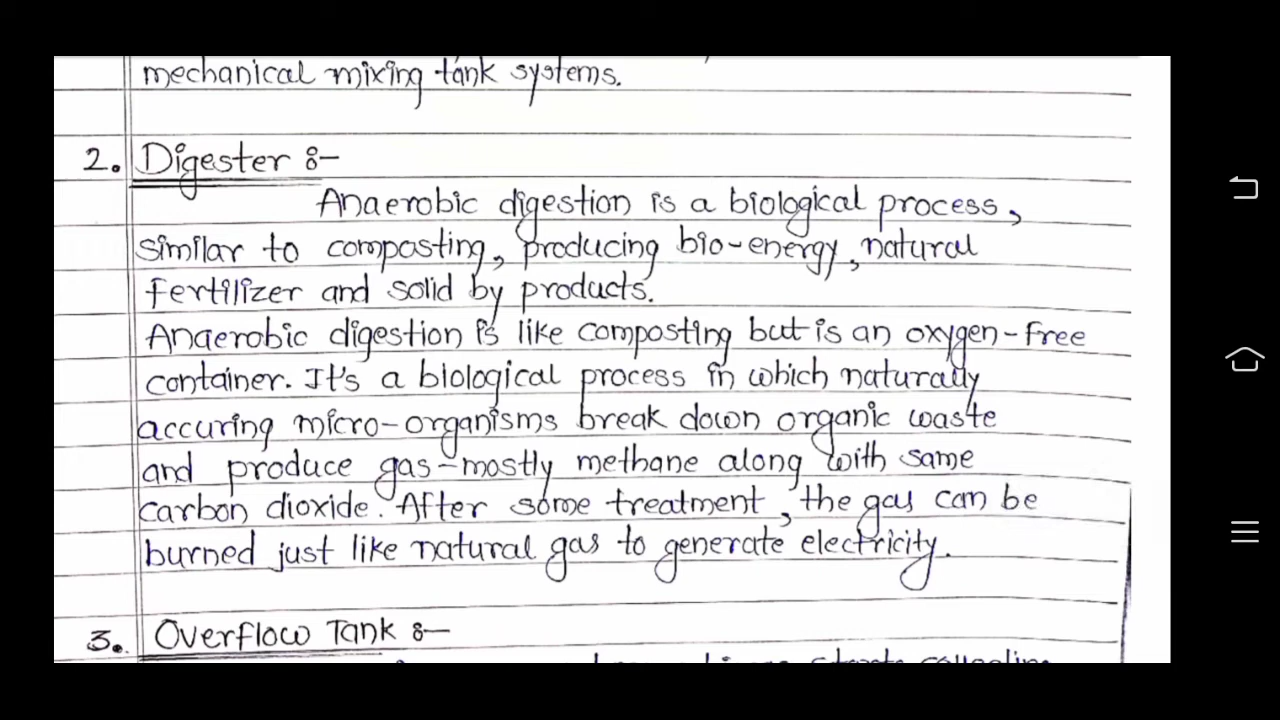 mechanical mixing tank systems.
2. Digester :-
Anaerobic digestion is a biological process,
similar to composting, producing bio-energy, natural
fertilizer and solid by products.
Anaerobic digestion is like composting but is an oxygen-free
container. It's a biological process in which naturally
accuring micro-organisms break down organic waste
and produce gas-mostly methane along with same
carbon dioxide. After some treatment, the gas can be
burned just like natural gas to generate electricity.
3. Overflow Tank :-